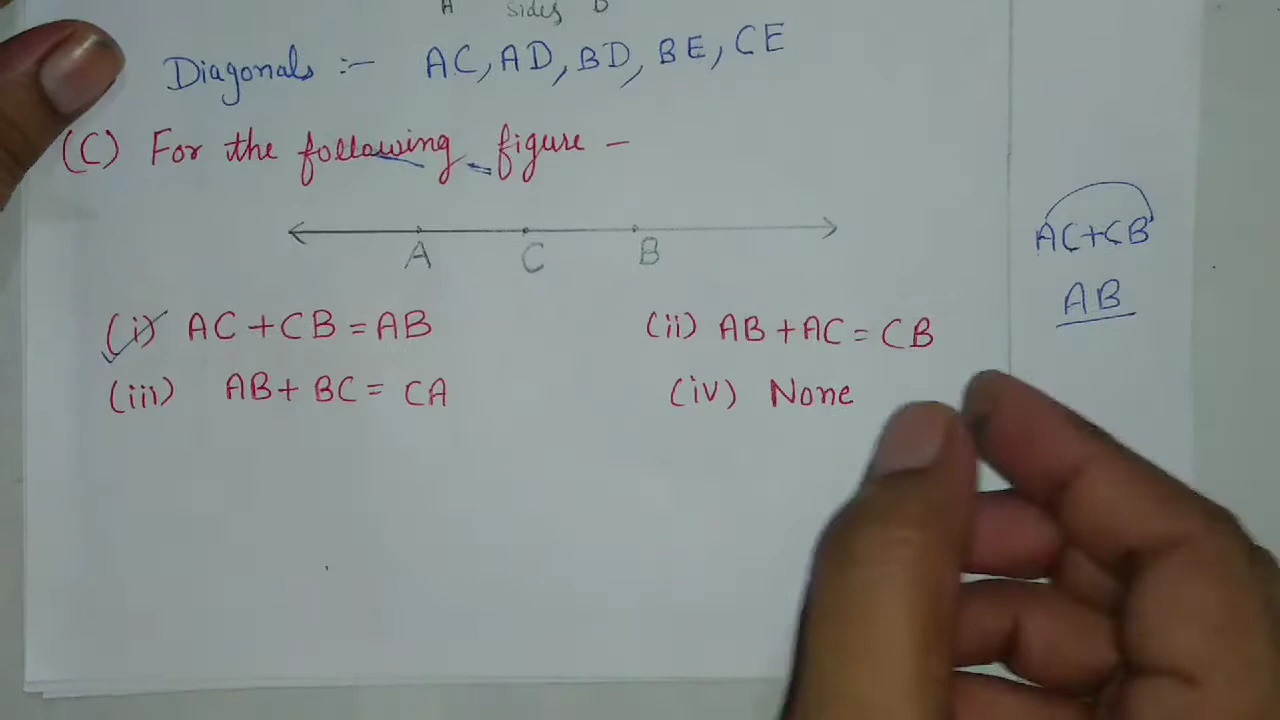 A sides D
Diagonals :- AC, AD, BD, BE, CE
(C) For the following figure -
A C B
(i) AC + CB = AB
(ii) AB + AC = CB
(iii) AB + BC = CA
(iv) None
AC+CB
AB